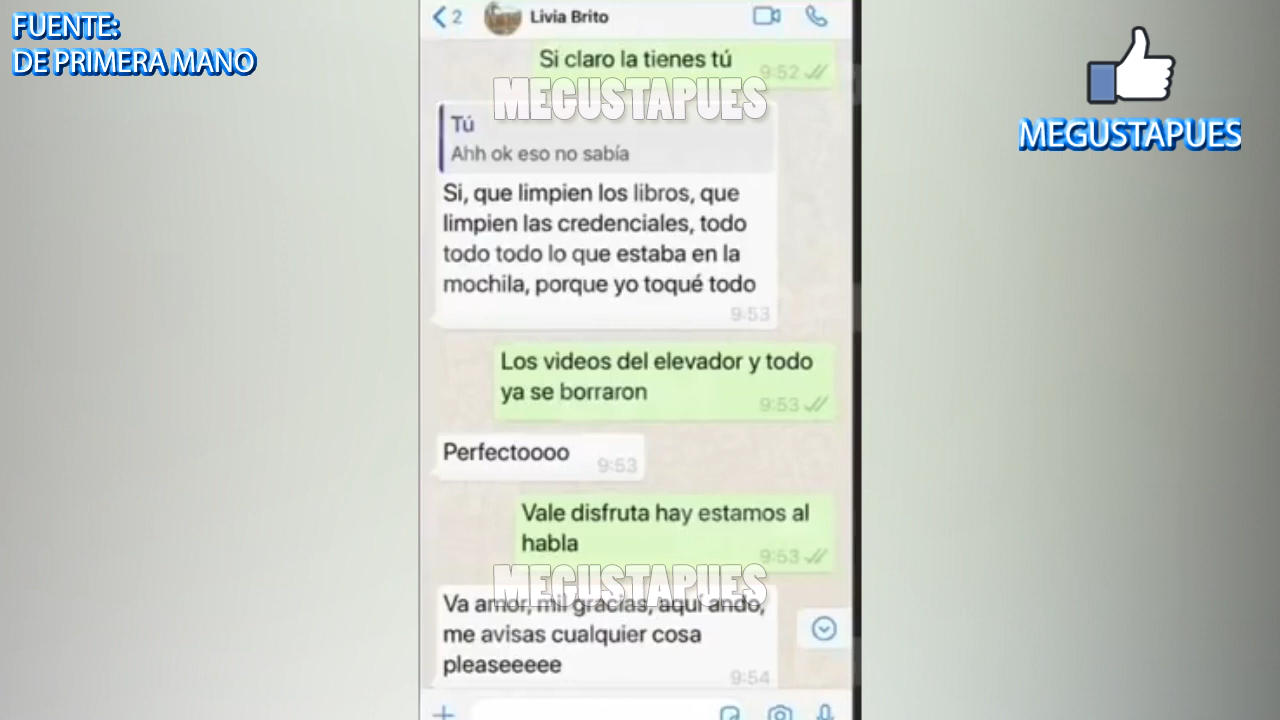 FUENTE:
DE PRIMERA MANO
2
Livia Brito
Si claro la tienes tú
9:52
MEGUSTAPUES
MEGUSTAPUES
Tú
Ahh ok eso no sabía
Si, que limpien los libros, que
limpien las credenciales, todo
todo todo lo que estaba en la
mochila, porque yo toqué todo
9:53
Los videos del elevador y todo
ya se borraron
9:53
Perfectoooo
9:53
Vale disfruta hay estamos al
habla
9:53
MEGUSTAPUES
Va amor, mil gracias, aquí ando,
me avisas cualquier cosa
pleaseeeee
9:54